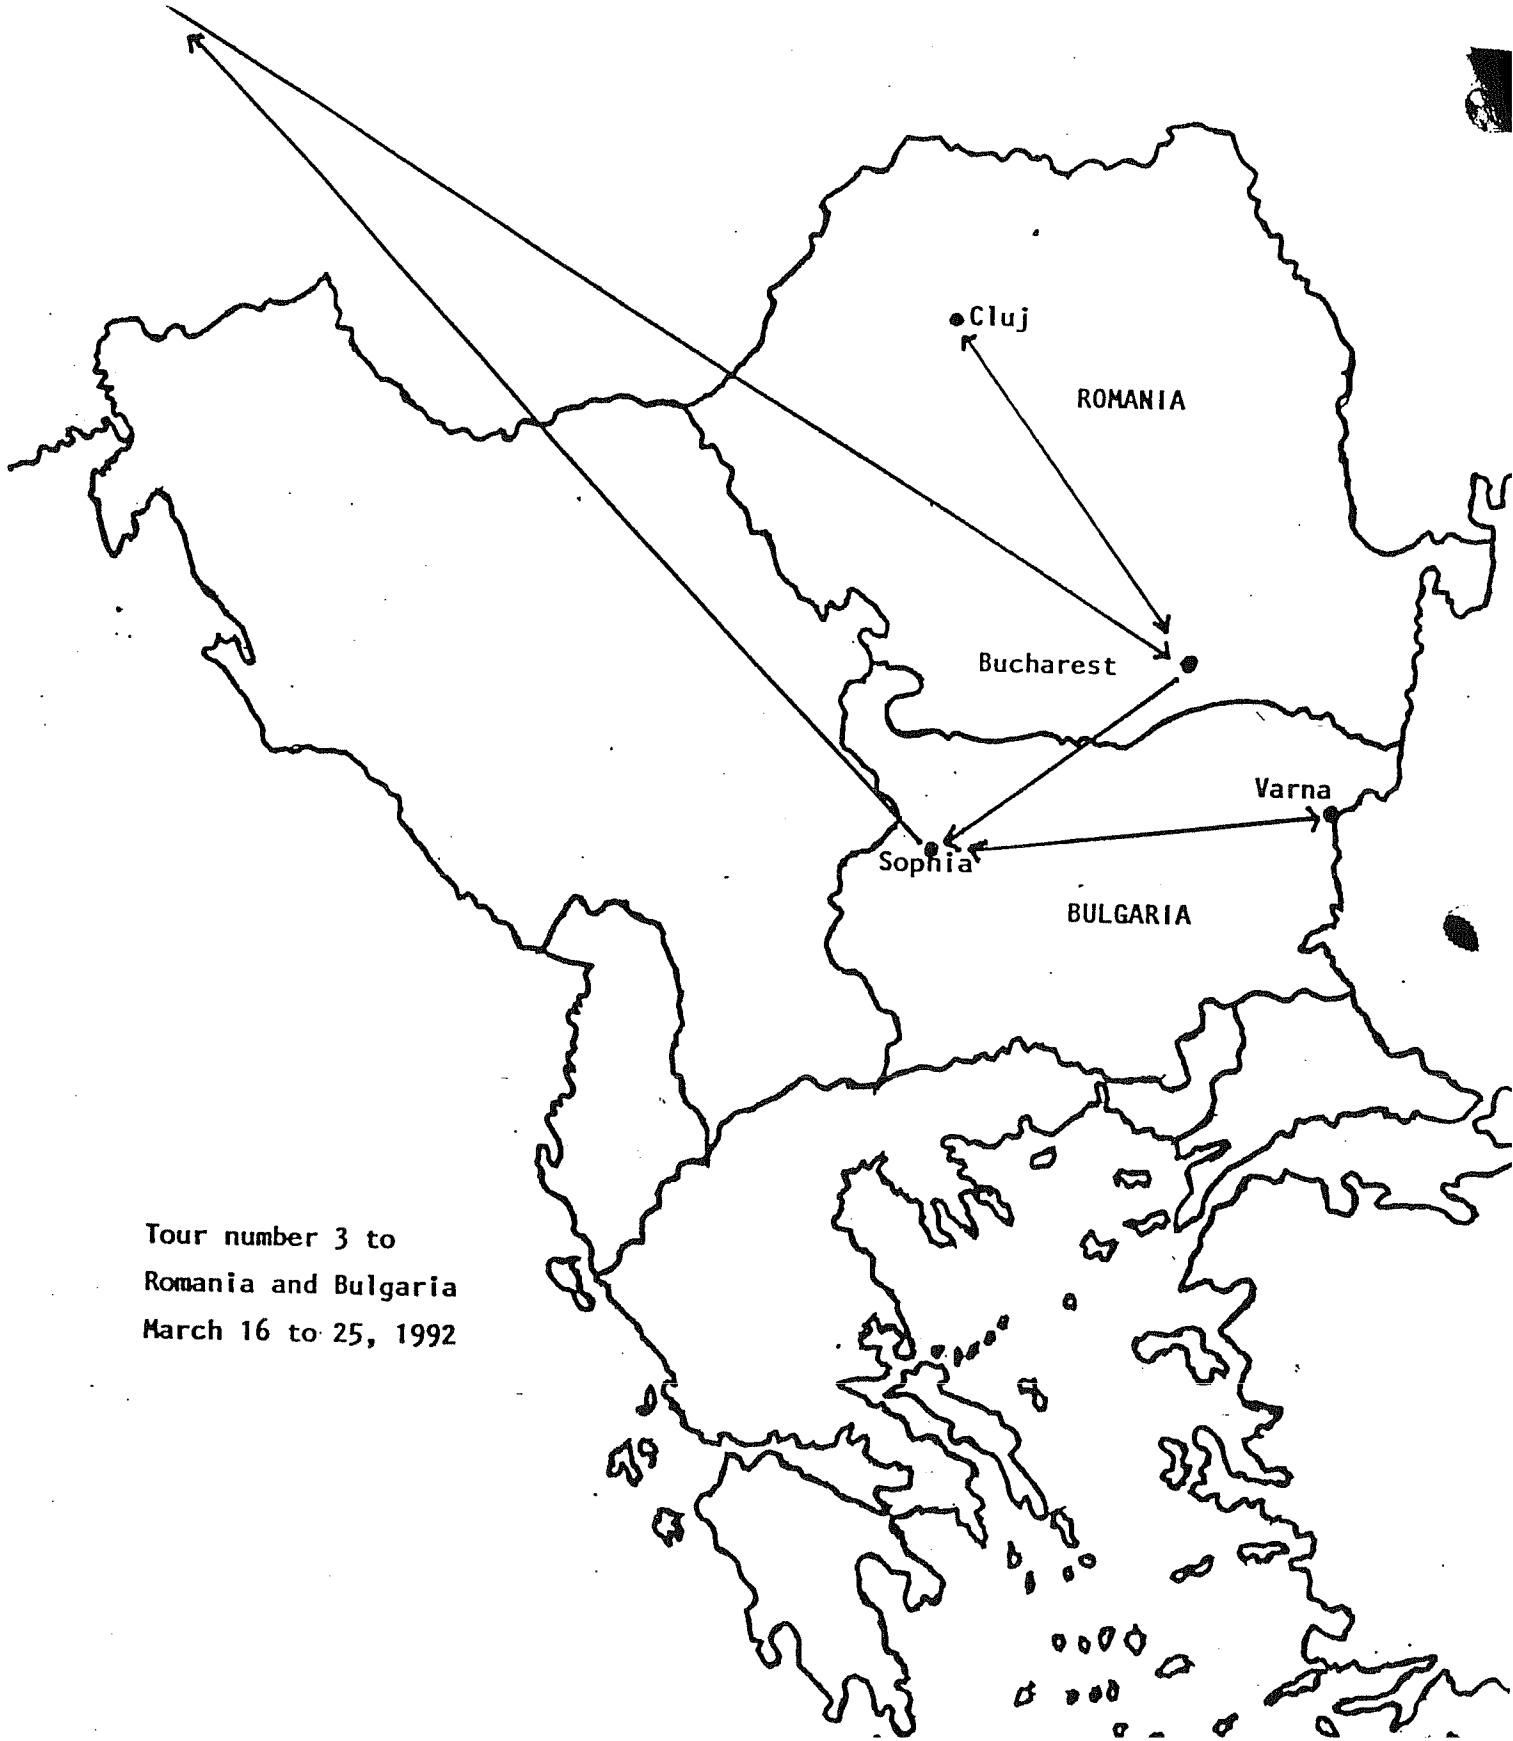 Cluj
ROMANIA
Bucharest
Varna
Sophia
BULGARIA
Tour number 3 to
Romania and Bulgaria
March 16 to 25, 1992